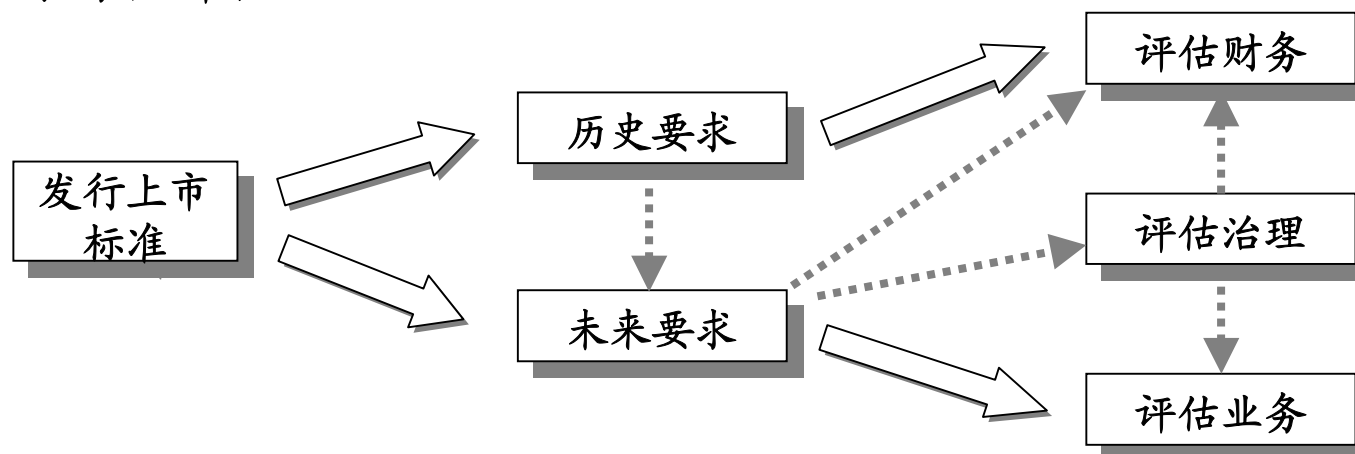 发行上市
标准
历史要求
未来要求
评估财务
评估治理
评估业务